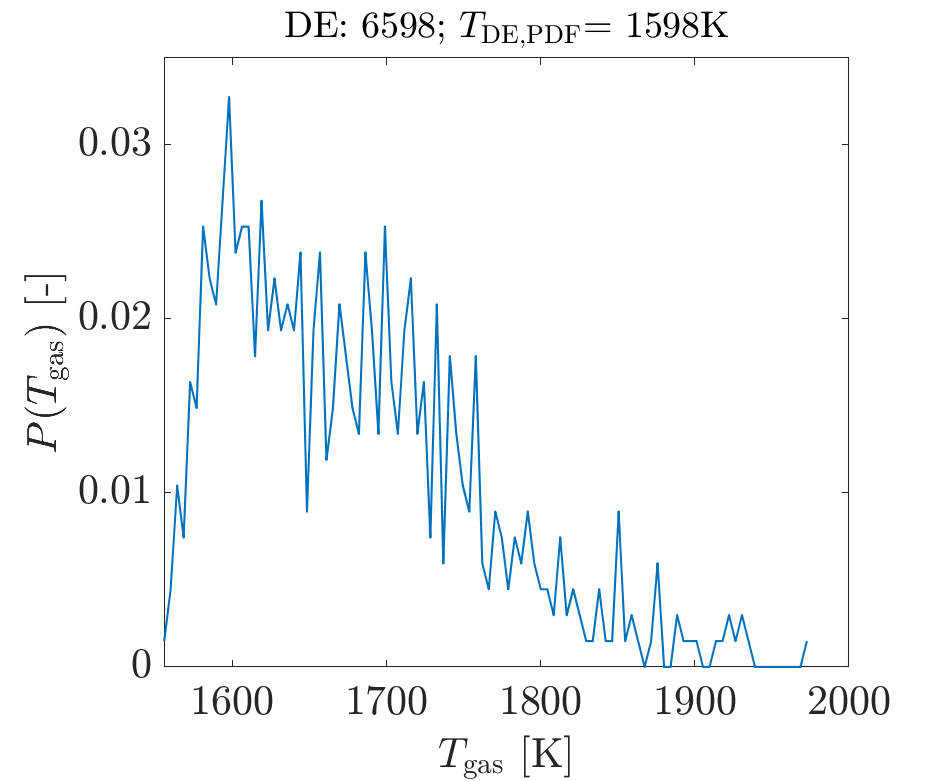 DE: 6598; T_DE,PDF= 1598K
0.03
0.02
0.01
0
P(T_gas) [-]
1600 1700 1800 1900 2000
T_gas [K]